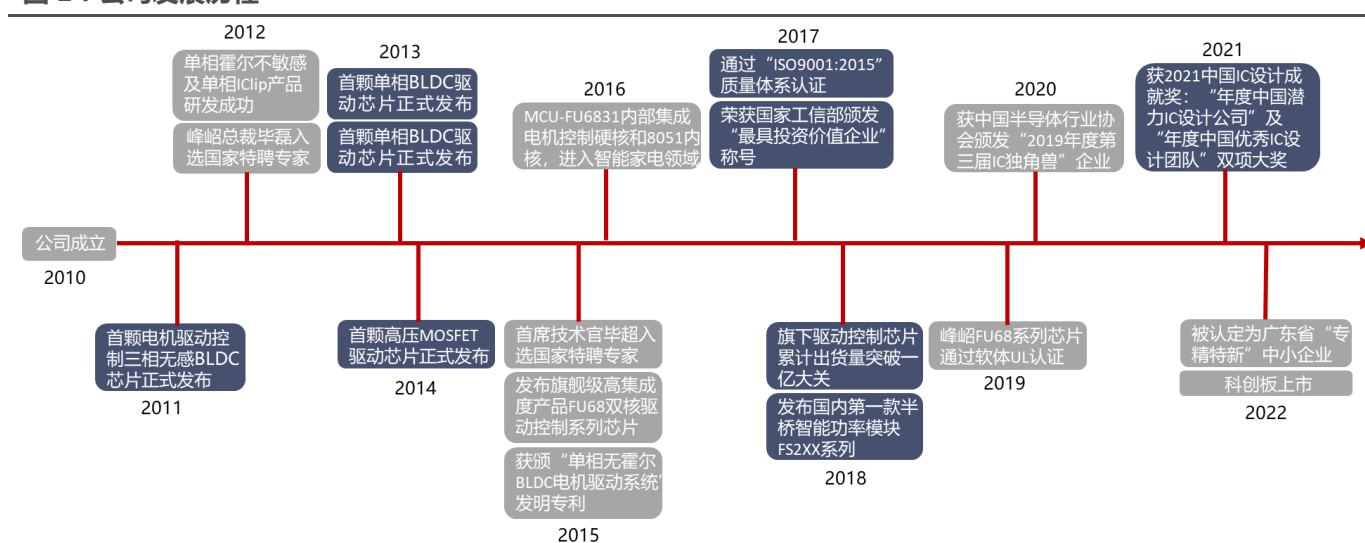 2012
单相霍尔不敏感
及单相IClip产品
研发成功
峰岹总裁毕磊入
选国家特聘专家
2013
首颗单相BLDC驱
动芯片正式发布
首颗单相BLDC驱
动芯片正式发布
2016
MCU-FU6831内部集成
电机控制硬核和8051内
核，进入智能家电领域
2017
通过“ISO9001:2015”
质量体系认证
荣获国家工信部颁发
“最具投资价值企业”
称号
2020
获中国半导体行业协
会颁发“2019年度第
三届IC独角兽”企业
2021
获2021中国IC设计成
就奖：“年度中国潜
力IC设计公司”及
“年度中国优秀IC设
计团队”双项大奖
公司成立
2010
首颗电机驱动控
制三相无感BLDC
芯片正式发布
2011
首颗高压MOSFET
驱动芯片正式发布
2014
首席技术官毕超入
选国家特聘专家
发布旗舰级高集成
度产品FU68双核驱
动控制系列芯片
获颁“单相无霍尔
BLDC电机驱动系统”
发明专利
2015
旗下驱动控制芯片
累计出货量突破一
亿大关
发布国内第一款半
桥智能功率模块
FS2XX系列
2018
峰岹FU68系列芯片
通过软体UL认证
2019
被认定为广东省“专
精特新”中小企业
科创板上市
2022